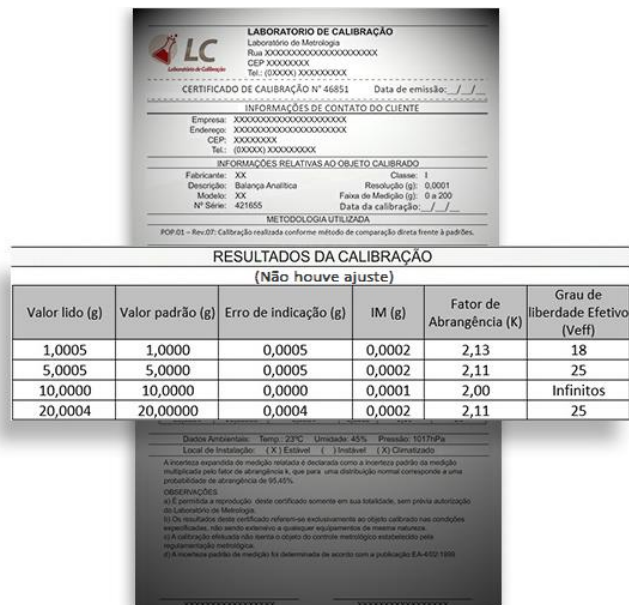 LC
Laboratório de Calibração
LABORATORIO DE CALIBRAÇÃO
Laboratório de Metrologia
Rua XXXXXXXXXXXXXXXXXXXXX
CEP XXXXXXXX
Tel.: (0XXXX) XXXXXXXXX
CERTIFICADO DE CALIBRAÇÃO N° 46851 Data de emissão:__/__/__
INFORMAÇÕES DE CONTATO DO CLIENTE
Empresa: XXXXXXXXXXXXXXXXXXXXX
Endereço: XXXXXXXXXXXXXXXXXXXXX
CEP: XXXXXXXX
Tel.: (0XXXX) XXXXXXXXX
INFORMAÇÕES RELATIVAS AO OBJETO CALIBRADO
Fabricante: XX Classe: I
Descrição: Balança Analítica Resolução (g): 0,0001
Modelo: XX Faixa de Medição (g): 0 a 200
N° Série: 421655 Data da calibração:__/__/__
METODOLOGIA UTILIZADA
POP.01 – Rev.07: Calibração realizada conforme método de comparação direta frente à padrões.
RESULTADOS DA CALIBRAÇÃO
(Não houve ajuste)
Valor lido (g) Valor padrão (g) Erro de indicação (g) IM (g) Fator de Abrangência (K) Grau de liberdade Efetivo (Veff)
1,0005 1,0000 0,0005 0,0002 2,13 18
5,0005 5,0000 0,0005 0,0002 2,11 25
10,0000 10,0000 0,0000 0,0001 2,00 Infinitos
20,0004 20,00000 0,0004 0,0002 2,11 25
Dados Ambientais: Temp.: 23ºC Umidade: 45% Pressão: 1017hPa
Local de Instalação: ( X ) Estável ( ) Instável ( X) Climatizado
A incerteza expandida de medição relatada é declarada como a incerteza padrão da medição
multiplicada pelo fator de abrangência k, que para uma distribuição normal corresponde a uma
probabilidade de abrangência de 95,45%.
OBSERVAÇÕES
a) É permitida a reprodução deste certificado somente em sua totalidade, sem prévia autorização
do Laboratório de Metrologia.
b) Os resultados deste certificado referem-se exclusivamente ao objeto calibrado nas condições
especificadas, não sendo extensivo a quaisquer equipamentos de mesma natureza.
c) A calibração efetuada não isenta o objeto do controle metrológico estabelecido pela
regulamentação metrológica.
d) A incerteza padrão de medição foi determinada de acordo com a publicação EA-4/02:1999.